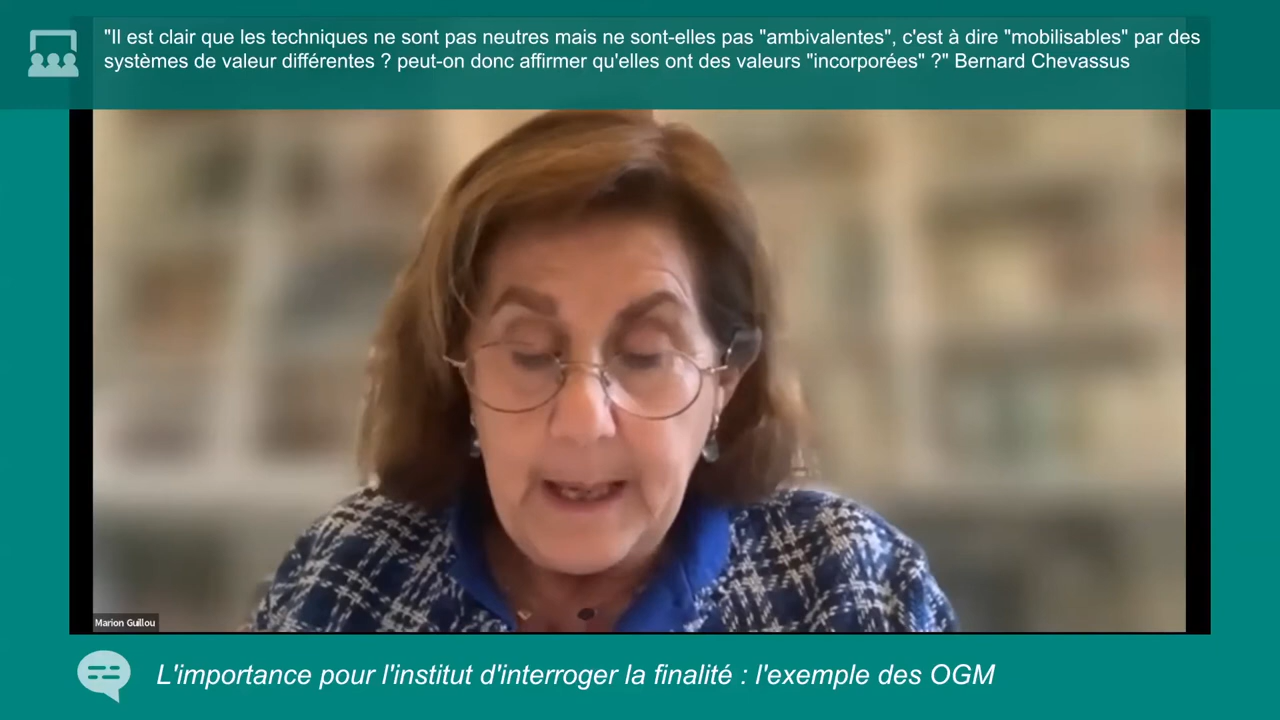 "Il est clair que les techniques ne sont pas neutres mais ne sont-elles pas "ambivalentes", c'est à dire "mobilisables" par des
systèmes de valeur différentes ? peut-on donc affirmer qu'elles ont des valeurs "incorporées" ?" Bernard Chevassus
Marion Guillou
L'importance pour l'institut d'interroger la finalité : l'exemple des OGM